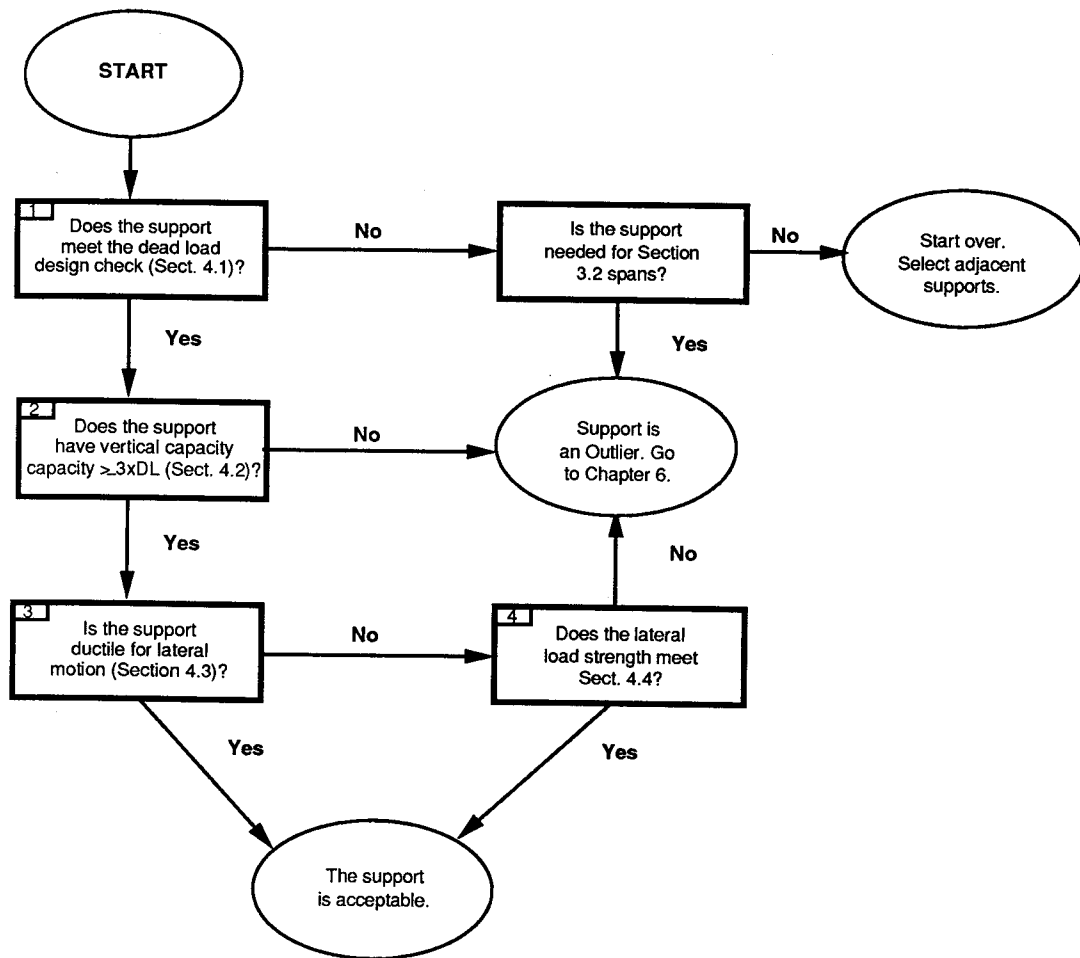 START
1
Does the support
meet the dead load
design check (Sect. 4.1)?
No
Is the support
needed for Section
3.2 spans?
No
Start over.
Select adjacent
supports.
Yes
Yes
2
Does the support
have vertical capacity
capacity ≥3xDL (Sect. 4.2)?
No
Support is
an Outlier. Go
to Chapter 6.
Yes
No
3
Is the support
ductile for lateral
motion (Section 4.3)?
No
4
Does the lateral
load strength meet
Sect. 4.4?
Yes
Yes
The support
is acceptable.